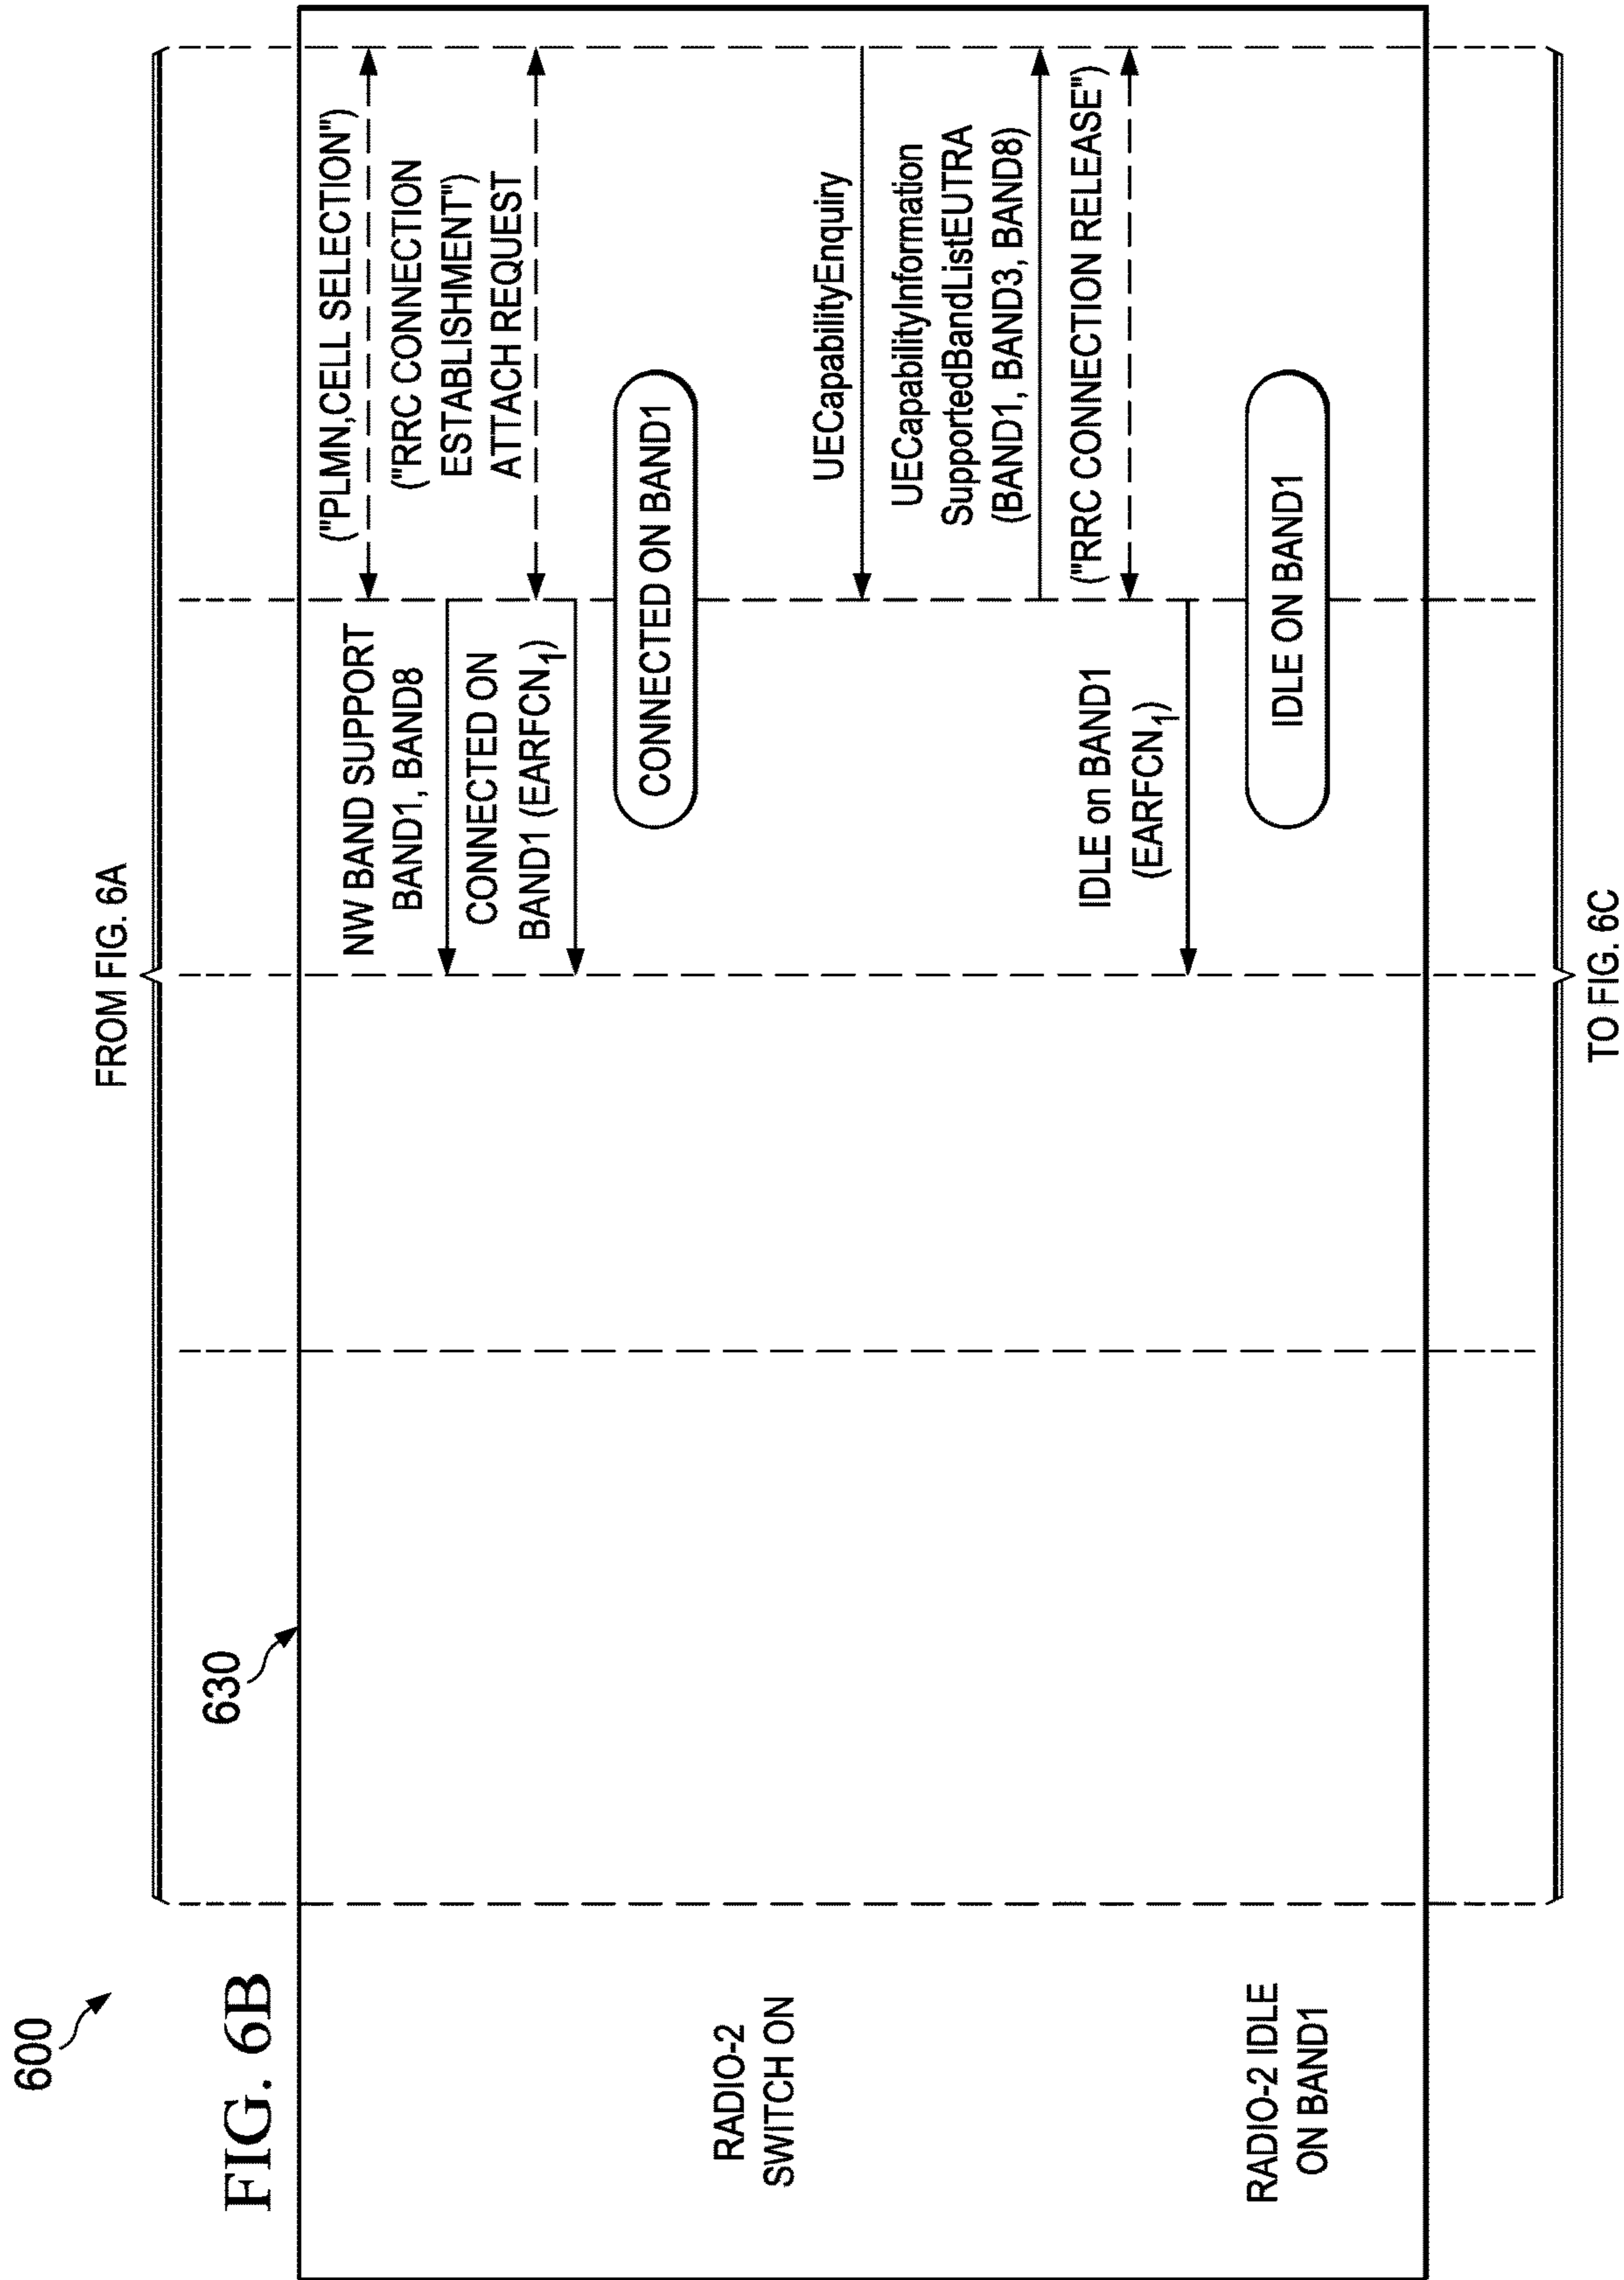 600
FIG. 6B
630
FROM FIG. 6A
RADIO-2
SWITCH ON
("PLMN,CELL SELECTION")
NW BAND SUPPORT
BAND1, BAND8
("RRC CONNECTION
ESTABLISHMENT")
ATTACH REQUEST
CONNECTED ON
BAND1 (EARFCN1)
CONNECTED ON BAND1
UECapabilityEnquiry
UECapabilityInformation
SupportedBandListEUTRA
(BAND1, BAND3, BAND8)
("RRC CONNECTION RELEASE")
IDLE on BAND1
(EARFCN1)
RADIO-2 IDLE
ON BAND1
IDLE ON BAND1
TO FIG. 6C